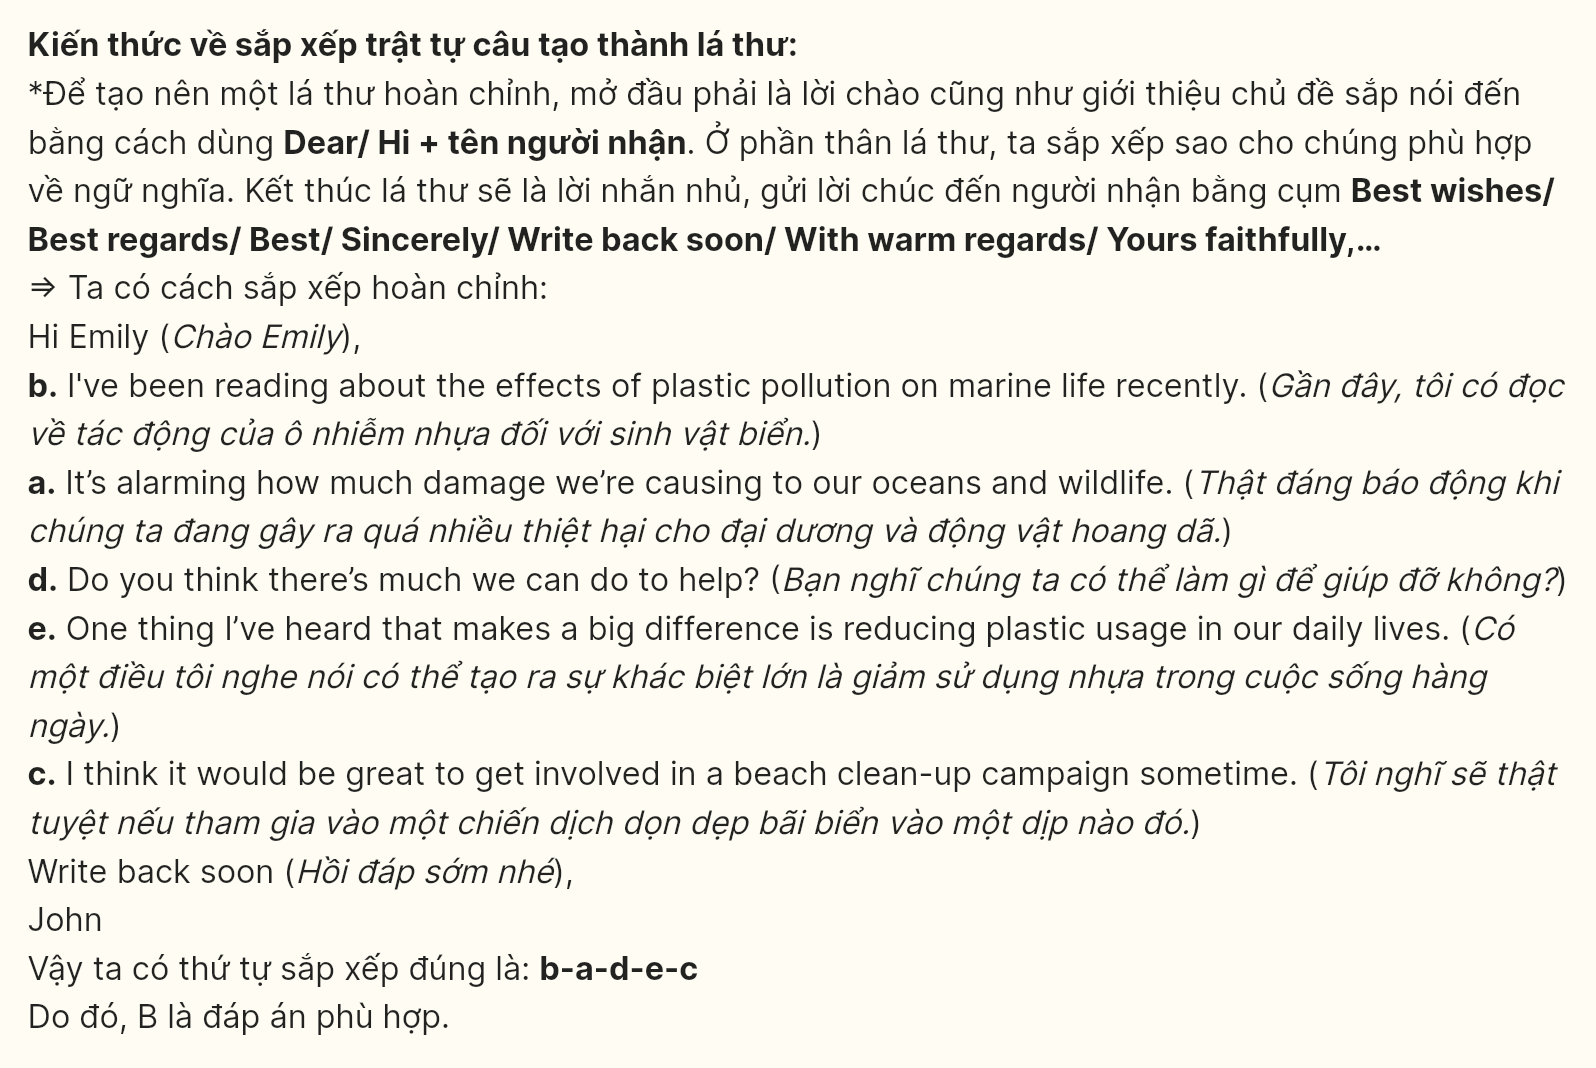 Kiến thức về sắp xếp trật tự câu tạo thành lá thư:
*Để tạo nên một lá thư hoàn chỉnh, mở đầu phải là lời chào cũng như giới thiệu chủ đề sắp nói đến
bằng cách dùng Dear/ Hi + tên người nhận. Ở phần thân lá thư, ta sắp xếp sao cho chúng phù hợp
về ngữ nghĩa. Kết thúc lá thư sẽ là lời nhắn nhủ, gửi lời chúc đến người nhận bằng cụm Best wishes/
Best regards/ Best/ Sincerely/ Write back soon/ With warm regards/ Yours faithfully,...
⇒ Ta có cách sắp xếp hoàn chỉnh:
Hi Emily (Chào Emily),
b. I've been reading about the effects of plastic pollution on marine life recently. (Gần đây, tôi có đọc
về tác động của ô nhiễm nhựa đối với sinh vật biển.)
a. It’s alarming how much damage we’re causing to our oceans and wildlife. (Thật đáng báo động khi
chúng ta đang gây ra quá nhiều thiệt hại cho đại dương và động vật hoang dã.)
d. Do you think there’s much we can do to help? (Bạn nghĩ chúng ta có thể làm gì để giúp đỡ không?)
e. One thing I’ve heard that makes a big difference is reducing plastic usage in our daily lives. (Có
một điều tôi nghe nói có thể tạo ra sự khác biệt lớn là giảm sử dụng nhựa trong cuộc sống hàng
ngày.)
c. I think it would be great to get involved in a beach clean-up campaign sometime. (Tôi nghĩ sẽ thật
tuyệt nếu tham gia vào một chiến dịch dọn dẹp bãi biển vào một dịp nào đó.)
Write back soon (Hồi đáp sớm nhé),
John
Vậy ta có thứ tự sắp xếp đúng là: b-a-d-e-c
Do đó, B là đáp án phù hợp.